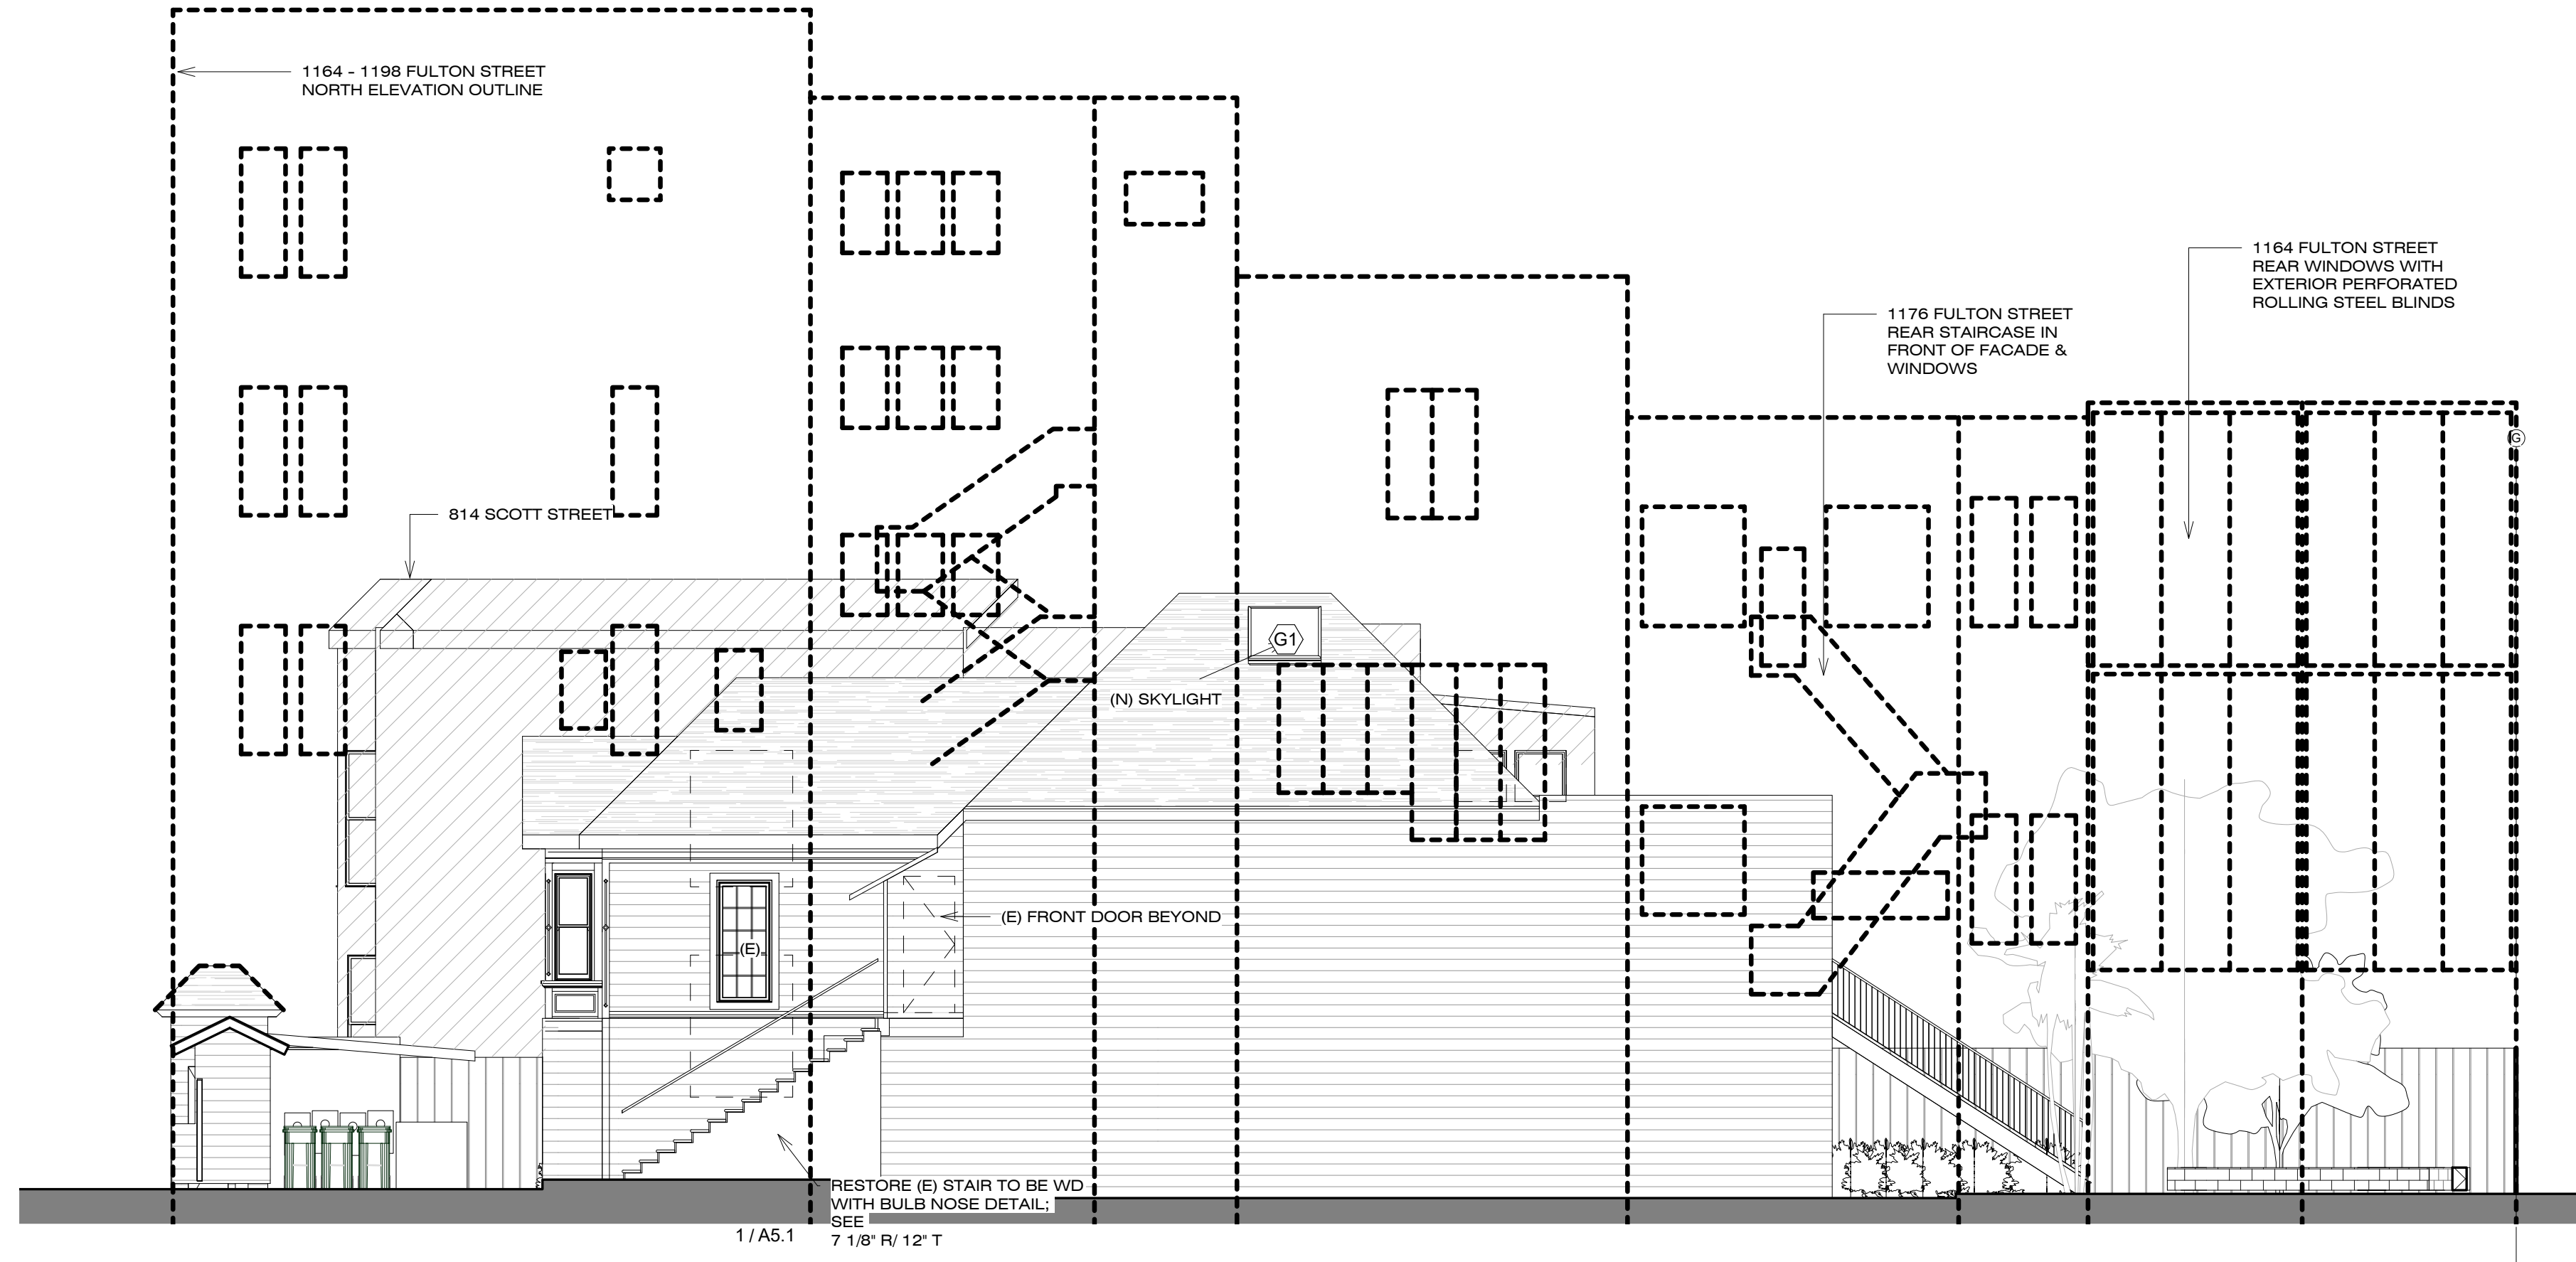 1164 - 1198 FULTON STREET
NORTH ELEVATION OUTLINE
1164 FULTON STREET
REAR WINDOWS WITH
EXTERIOR PERFORATED
ROLLING STEEL BLINDS
1176 FULTON STREET
REAR STAIRCASE IN
FRONT OF FACADE &
WINDOWS
G
814 SCOTT STREET
G1
(N) SKYLIGHT
(E) FRONT DOOR BEYOND
(E)
RESTORE (E) STAIR TO BE WD
WITH BULB NOSE DETAIL;
SEE
1 / A5.1
7 1/8" R/ 12" T